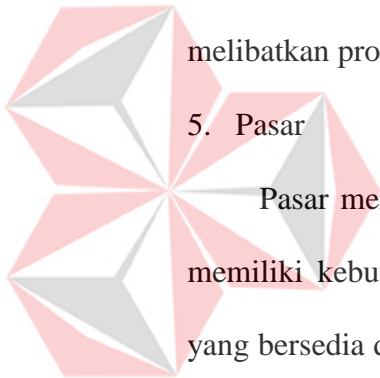 melibatkan pro
5. Pasar
Pasar me
memiliki kebu
yang bersedia